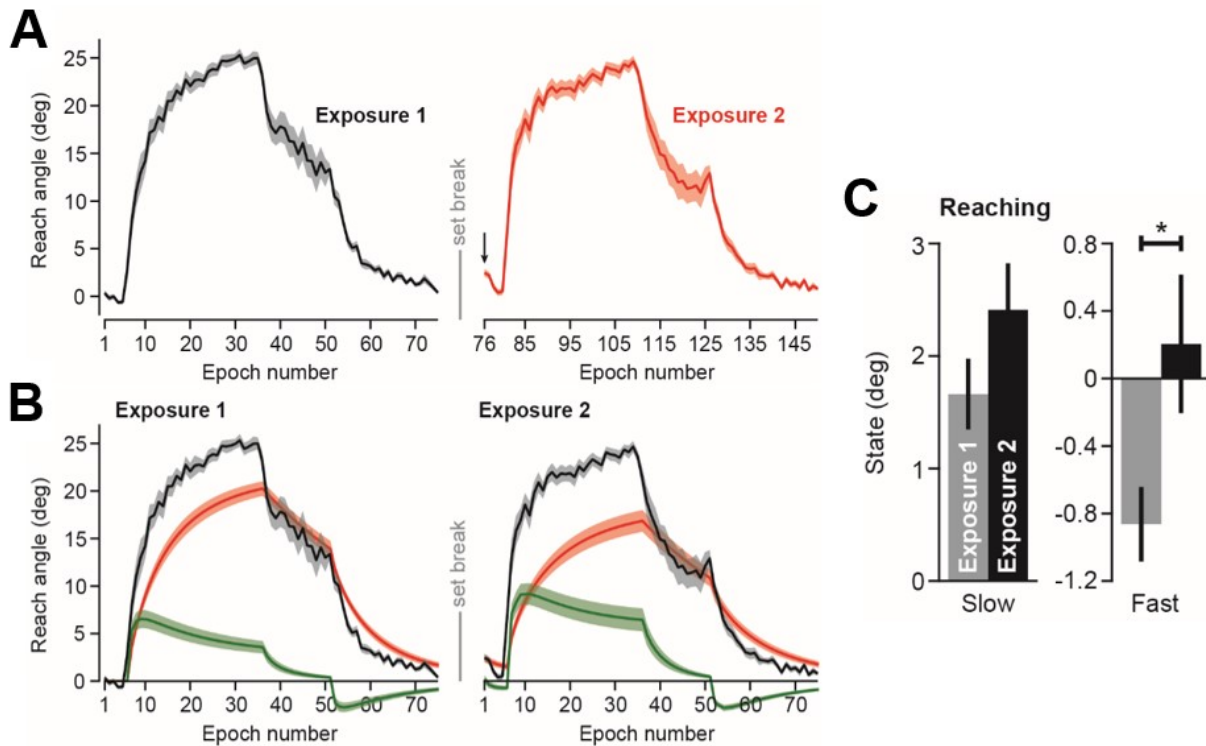 A
Reach angle (deg)
25
20
15
10
5
0
Exposure 1
1 10 20 30 40 50 60 70
Epoch number
set break
Exposure 2
76 85 95 105 115 125 135 145
Epoch number
B
Exposure 1
Reach angle (deg)
25
20
15
10
5
0
1 10 20 30 40 50 60 70
Epoch number
set break
Exposure 2
1 10 20 30 40 50 60 70
Epoch number
C
Reaching
State (deg)
3
2
1
0
Exposure 1
Exposure 2
Slow
*
0.8
0.4
0
-0.4
-0.8
-1.2
Fast